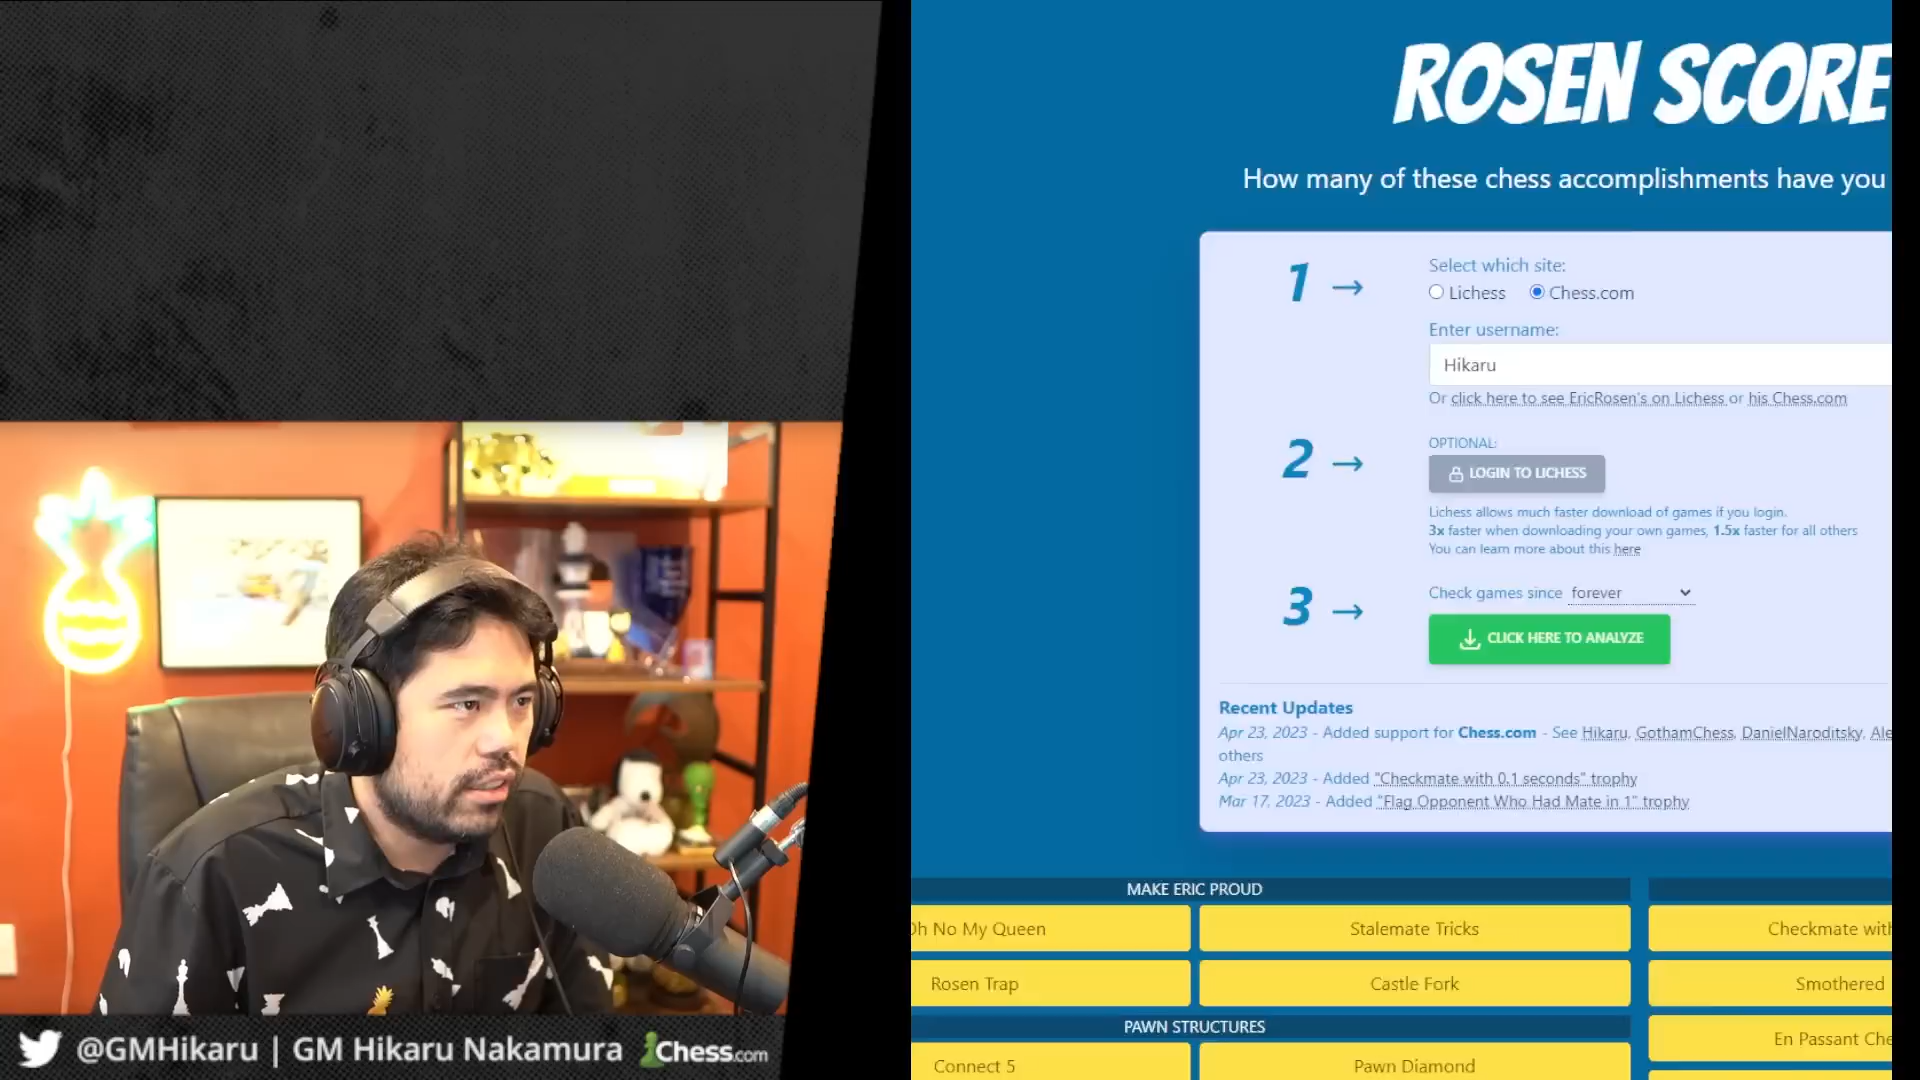 ROSEN SCORE
How many of these chess accomplishments have you
1 →
Select which site:
Lichess Chess.com
Enter username:
Hikaru
Or click here to see EricRosen's on Lichess or his Chess.com
2 →
OPTIONAL:
LOGIN TO LICHESS
Lichess allows much faster download of games if you login.
3x faster when downloading your own games, 1.5x faster for all others
You can learn more about this here
3 →
Check games since forever
CLICK HERE TO ANALYZE
Recent Updates
Apr 23, 2023 - Added support for Chess.com - See Hikaru, GothamChess, DanielNaroditsky, Ale
others
Apr 23, 2023 - Added "Checkmate with 0.1 seconds" trophy
Mar 17, 2023 - Added "Flag Opponent Who Had Mate in 1" trophy
MAKE ERIC PROUD
Oh No My Queen Stalemate Tricks Checkmate with
Rosen Trap Castle Fork Smothered
PAWN STRUCTURES
En Passant Che
Connect 5 Pawn Diamond
@GMHikaru | GM Hikaru Nakamura Chess.com